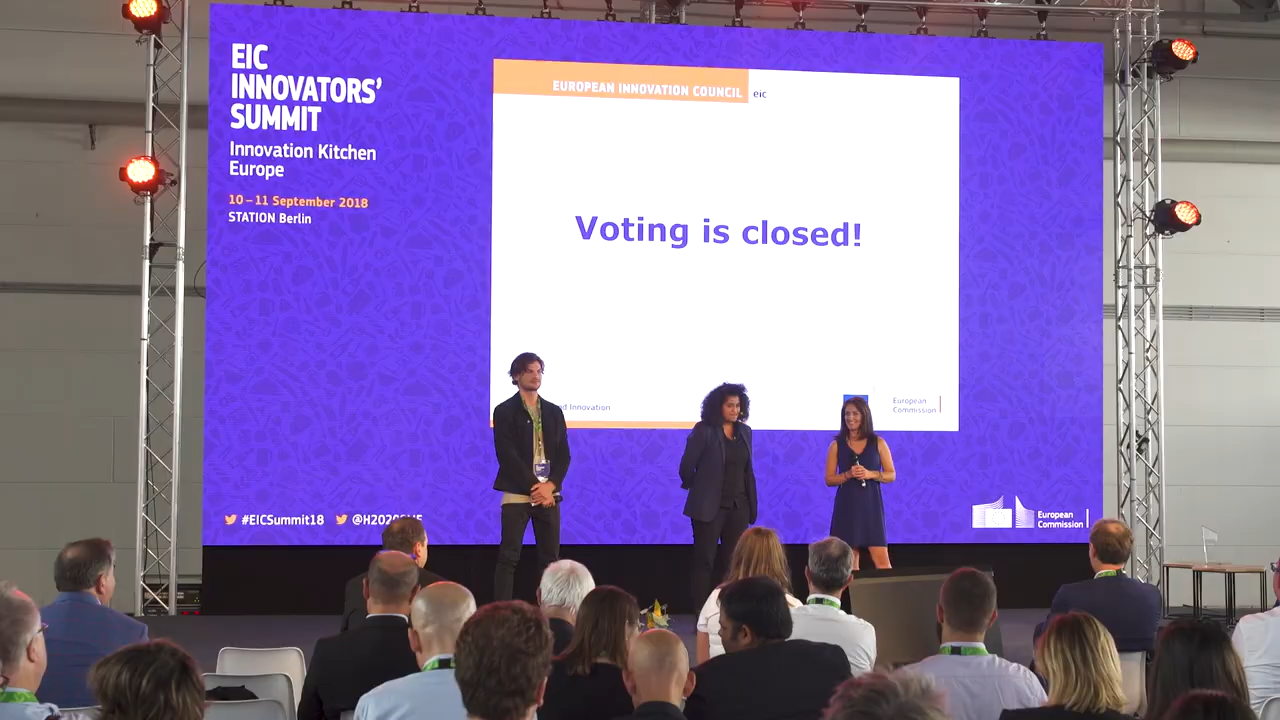 EIC
INNOVATORS'
SUMMIT
Innovation Kitchen
Europe
10 – 11 September 2018
STATION Berlin
EUROPEAN INNOVATION COUNCIL
eic
Voting is closed!
Innovation
European
Commission
#EICSummit18
European
Commission